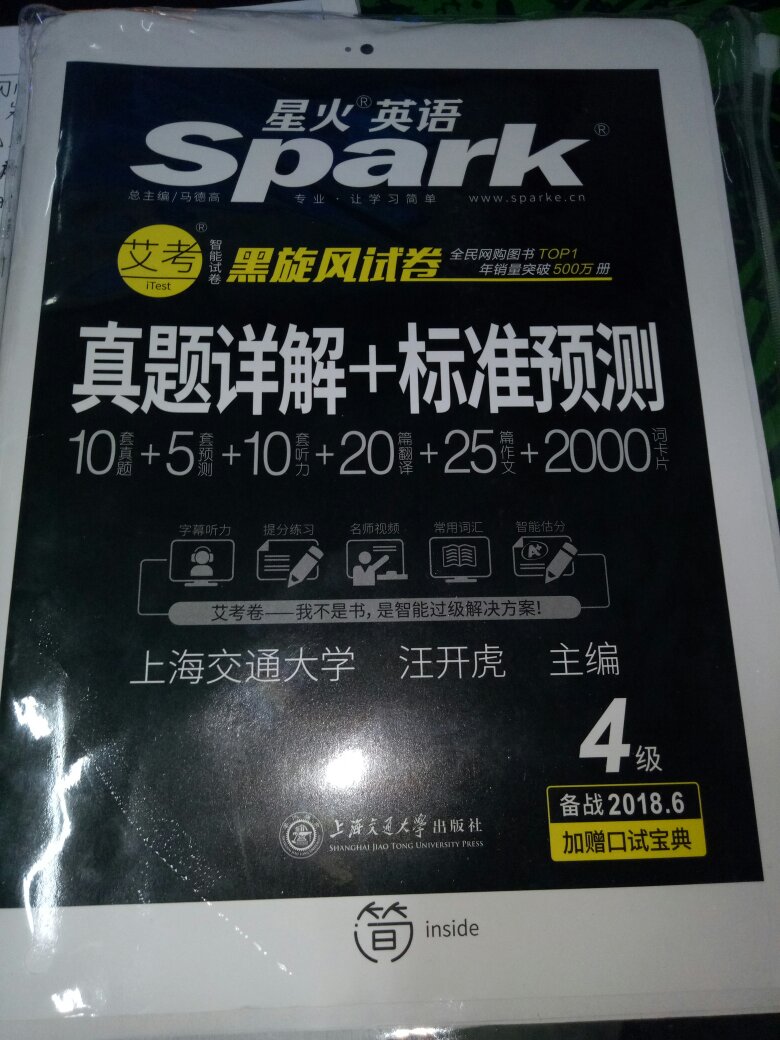 星火®英语
Spark®
总主编/马德高 专业·让学习简单 www.sparke.cn
艾考® iTest 智能试卷 黑旋风试卷
全民网购图书 TOP1
年销量突破 500万 册
真题详解+标准预测
10套真题+5套预测+10套听力+20篇翻译+25篇作文+2000词卡片
字幕听力 提分练习 名师视频 常用词汇 智能估分
A+
艾考卷——我不是书,是智能过级解决方案!
上海交通大学 汪开虎 主编
4级
备战 2018.6
加赠口试宝典
上海交通大学出版社
SHANGHAI JIAO TONG UNIVERSITY PRESS
简 inside